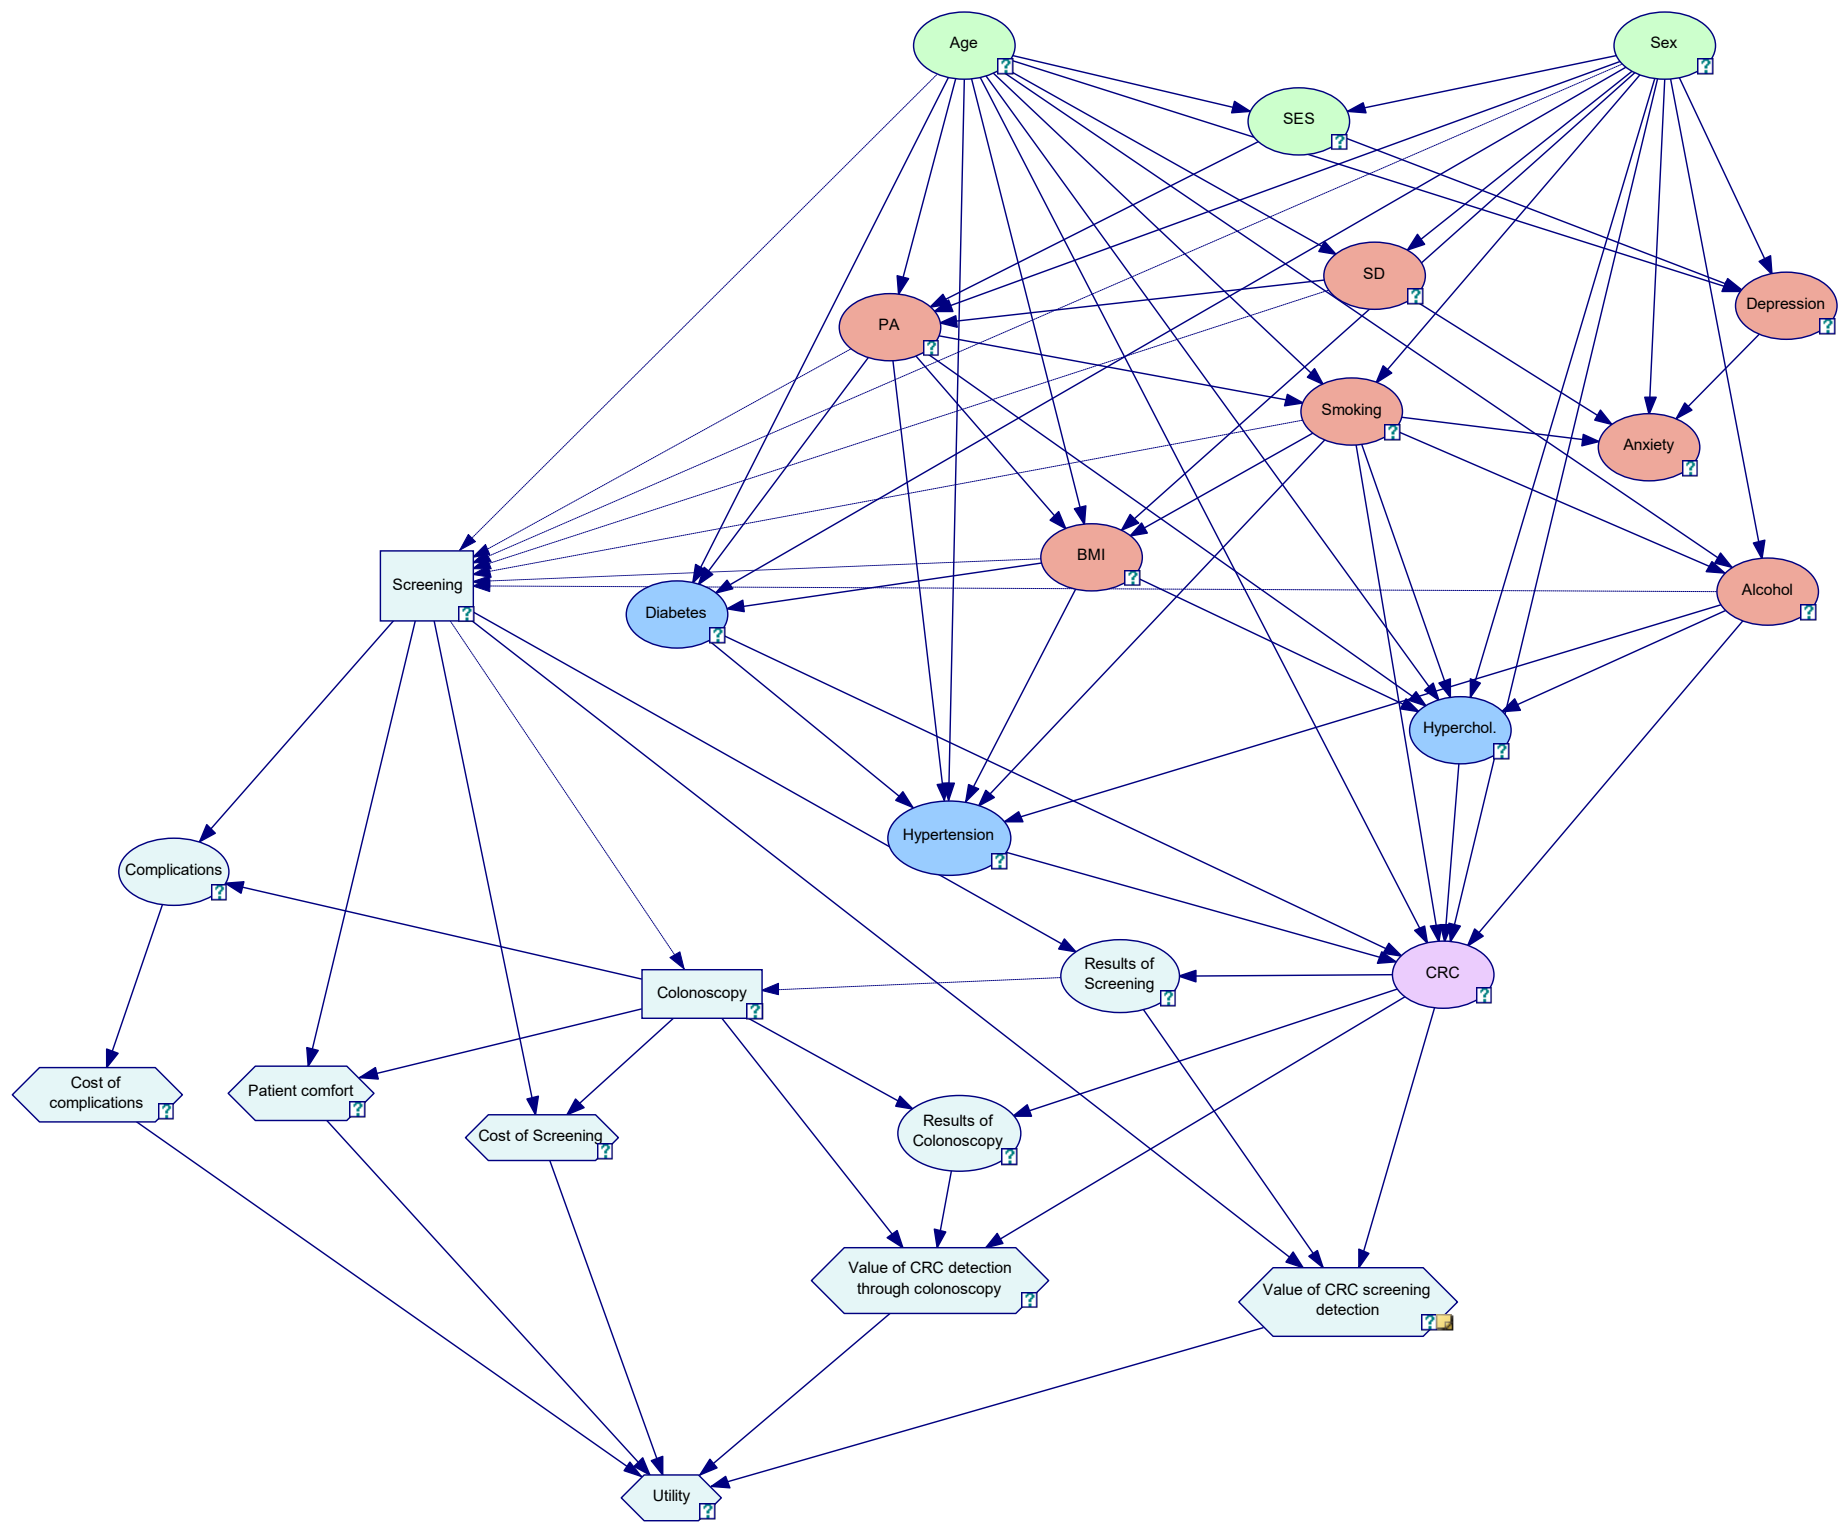 Age
Sex
SES
SD
Depression
PA
Smoking
Anxiety
BMI
Screening
Alcohol
Diabetes
Hyperchol.
Hypertension
Complications
Results of
Screening
CRC
Colonoscopy
Cost of
complications
Patient comfort
Cost of Screening
Results of
Colonoscopy
Value of CRC detection
through colonoscopy
Value of CRC screening
detection
Utility